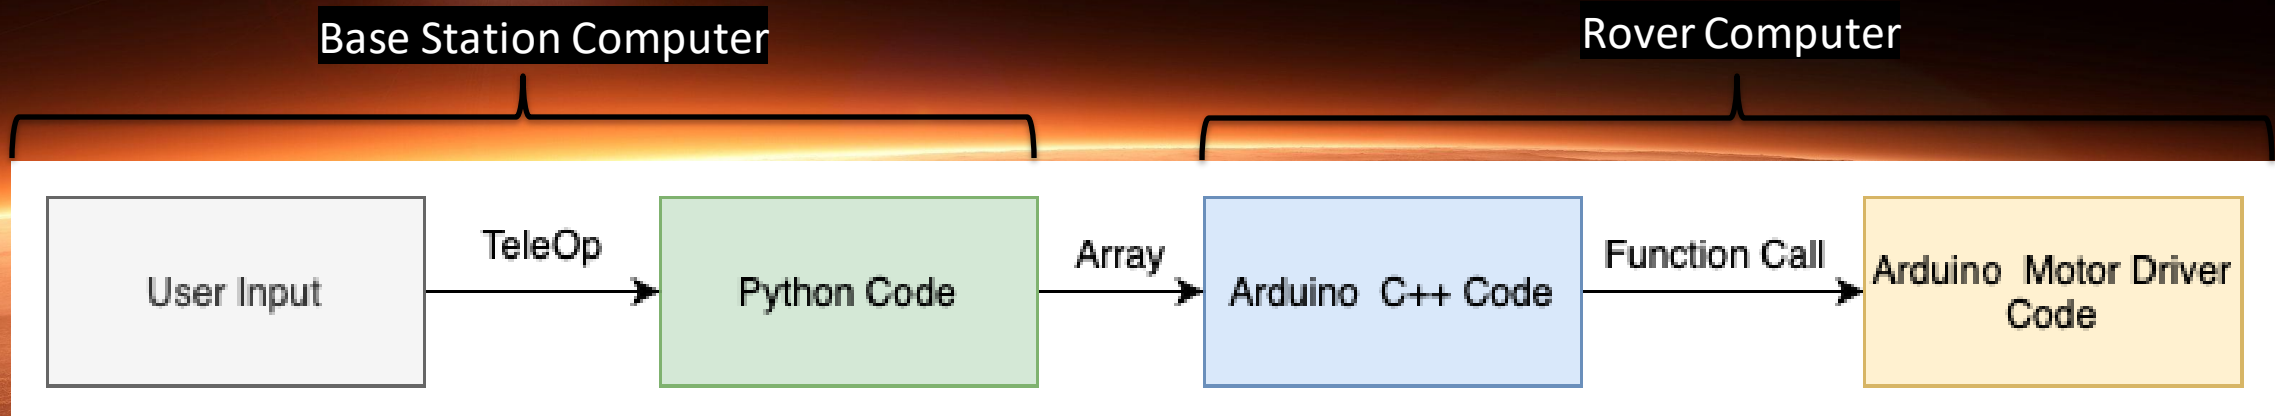 Base Station Computer
Rover Computer
User Input
TeleOp
Python Code
Array
Arduino C++ Code
Function Call
Arduino Motor Driver
Code